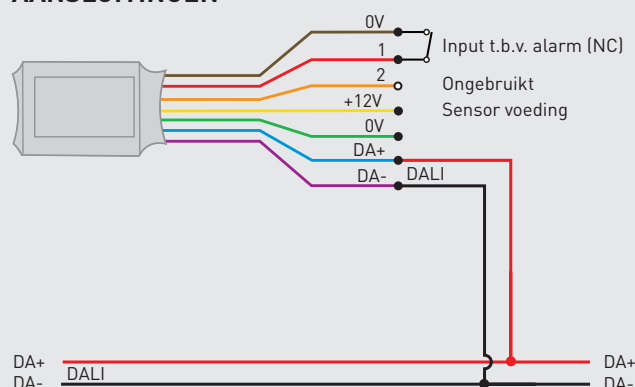 AANSLUITINGEN
0V
1
Input t.b.v. alarm (NC)
2
Ongebruikt
+12V
Sensor voeding
0V
DA+
DA- DALI
DA+ DA+
DALI
DA- DA-